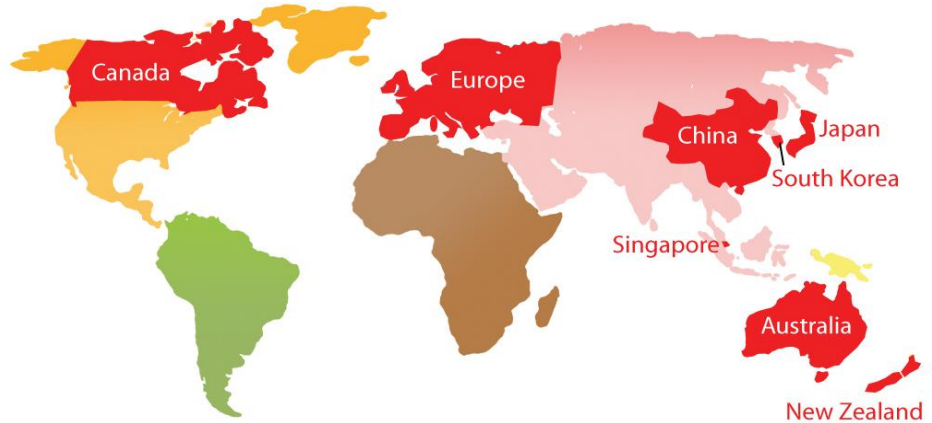 Canada
Europe
China
Japan
South Korea
Singapore
Australia
New Zealand